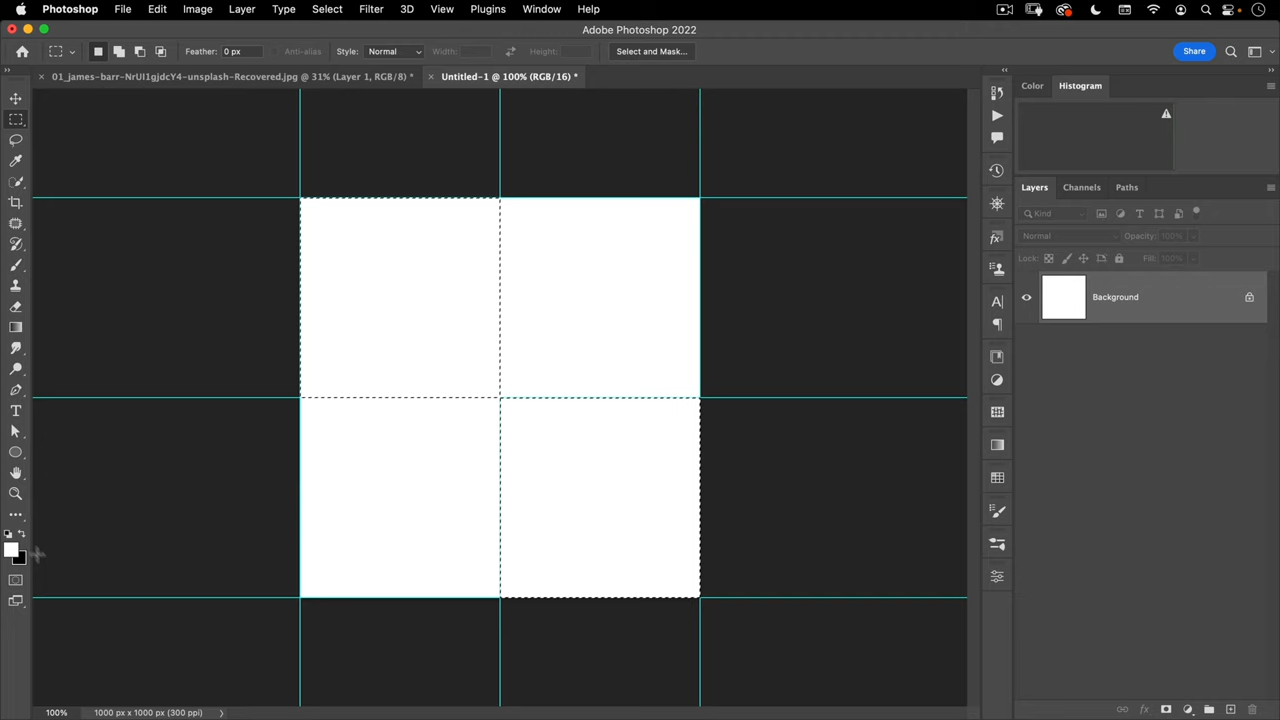 Photoshop File Edit Image Layer Type Select Filter 3D View Plugins Window Help
Adobe Photoshop 2022
Feather: 0 px Anti-alias Style: Normal Width: Height: Select and Mask... Share
01_james-barr-NrUI1gjdcY4-unsplash-Recovered.jpg @ 31% (Layer 1, RGB/8) * Untitled-1 @ 100% (RGB/16) *
Color Histogram
Layers Channels Paths
Kind
Normal Opacity: 100%
Lock: Fill: 100%
Background
100% 1000 px x 1000 px (300 ppi)